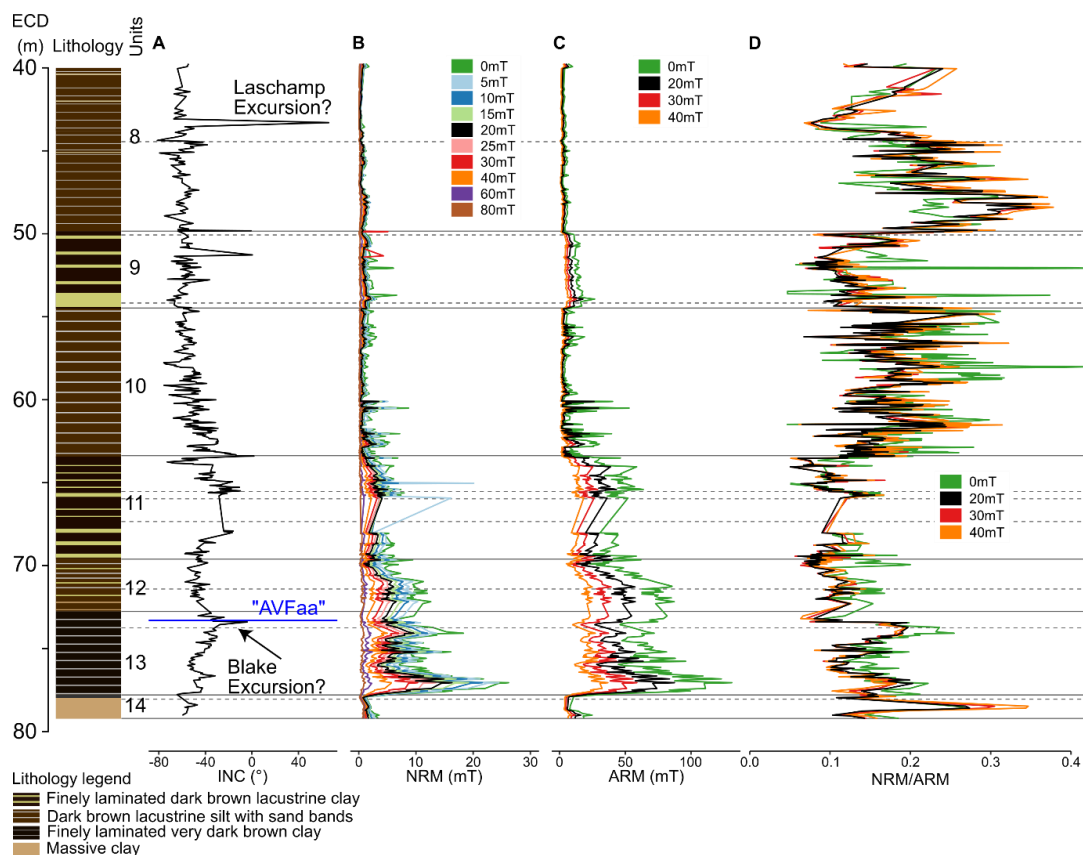 ECD
(m)
Lithology
Units
A
B
C
D
40
50
60
70
80
8
9
10
11
12
13
14
Laschamp
Excursion?
"AVFaa"
Blake
Excursion?
0mT
5mT
10mT
15mT
20mT
25mT
30mT
40mT
60mT
80mT
0mT
20mT
30mT
40mT
0mT
20mT
30mT
40mT
-80 -40 0 40
INC (°)
0 10 20 30
NRM (mT)
0 50 100
ARM (mT)
0 0.1 0.2 0.3 0.4
NRM/ARM
Lithology legend
Finely laminated dark brown lacustrine clay
Dark brown lacustrine silt with sand bands
Finely laminated very dark brown clay
Massive clay